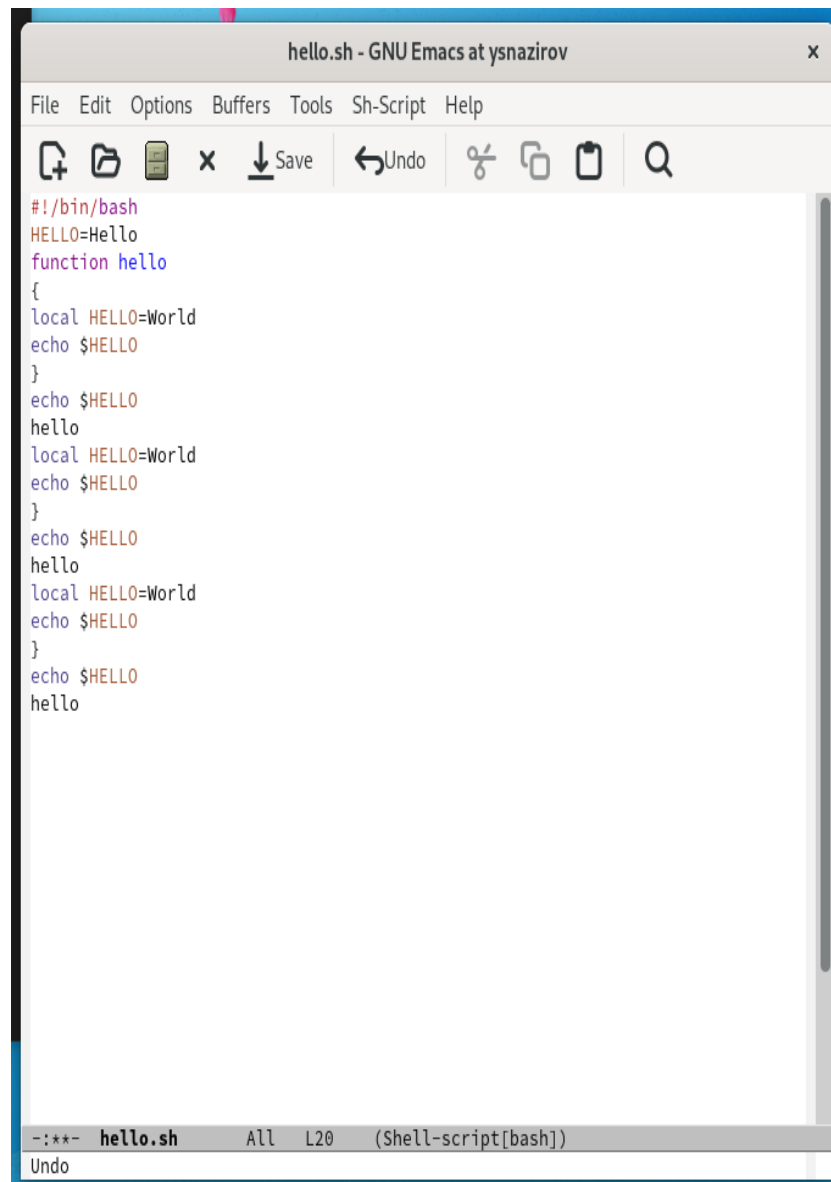 hello.sh - GNU Emacs at ysnazirov x
File Edit Options Buffers Tools Sh-Script Help
Save Undo
#!/bin/bash
HELLO=Hello
function hello
{
local HELLO=World
echo $HELLO
}
echo $HELLO
hello
local HELLO=World
echo $HELLO
}
echo $HELLO
hello
local HELLO=World
echo $HELLO
}
echo $HELLO
hello
-:**- hello.sh All L20 (Shell-script[bash])
Undo